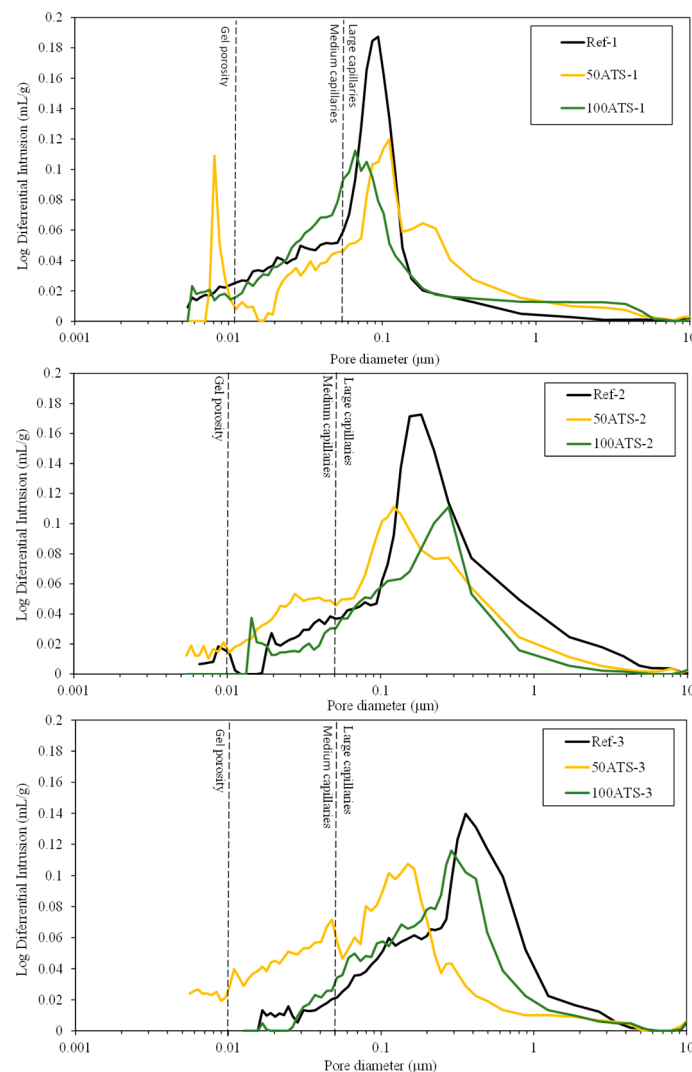 0.2
0.18
0.16
0.14
0.12
0.1
0.08
0.06
0.04
0.02
0
Log Diferrential Intrusion (mL/g)
Gel porosity
Medium capillaries
Large capillaries
Ref-1
50ATS-1
100ATS-1
0.001
0.01
0.1
1
10
Pore diameter (μm)
0.2
0.18
0.16
0.14
0.12
0.1
0.08
0.06
0.04
0.02
0
Log Diferrential Intrusion (mL/g)
Gel porosity
Medium capillaries
Large capillaries
Ref-2
50ATS-2
100ATS-2
0.001
0.01
0.1
1
10
Pore diameter (μm)
0.2
0.18
0.16
0.14
0.12
0.1
0.08
0.06
0.04
0.02
0
Log Diferrential Intrusion (mL/g)
Gel porosity
Medium capillaries
Large capillaries
Ref-3
50ATS-3
100ATS-3
0.001
0.01
0.1
1
10
Pore diameter (μm)